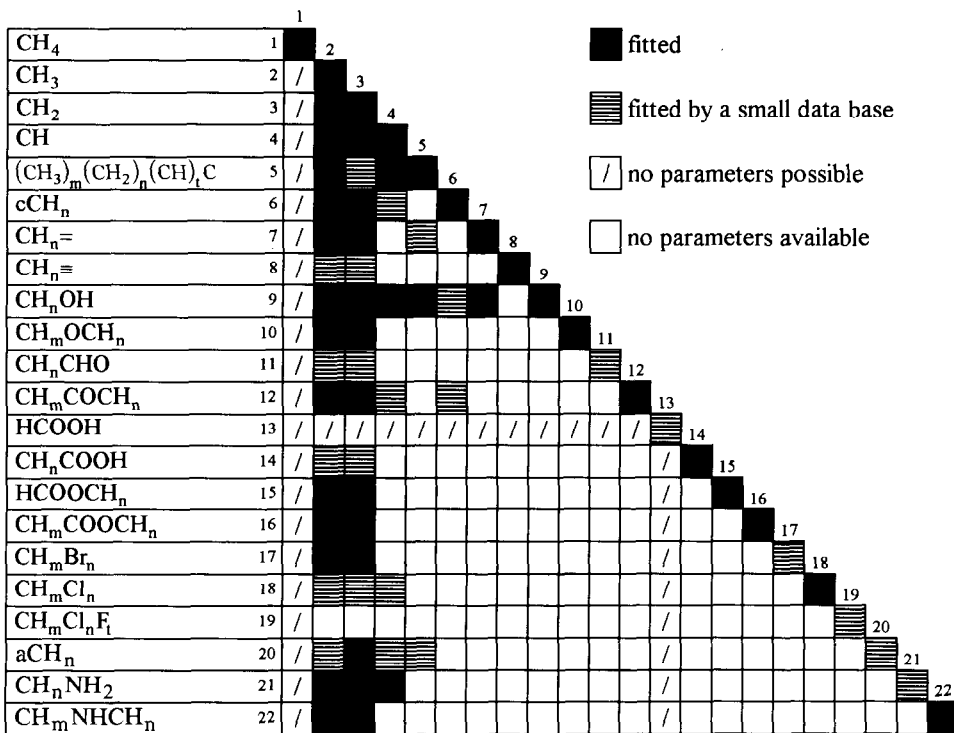 1
CH₄ 1 2 fitted
CH₃ 2 / 3
CH₂ 3 / 4 fitted by a small data base
CH 4 / 5
(CH₃)ₘ(CH₂)ₙ(CH)ₜC 5 / 6 / no parameters possible
cCHₙ 6 / 7
CHₙ= 7 / 8 no parameters available
CHₙ≡ 8 / 9
CHₙOH 9 / 10
CHₘOCHₙ 10 / 11
CHₙCHO 11 / 12
CHₘCOCHₙ 12 / 13
HCOOH 13 / / / / / / / / / / / / 14
CHₙCOOH 14 / / 15
HCOOCHₙ 15 / / 16
CHₘCOOCHₙ 16 / / 17
CHₘBrₙ 17 / / 18
CHₘClₙ 18 / / 19
CHₘClₙFₜ 19 / / 20
aCHₙ 20 / / 21
CHₙNH₂ 21 / / 22
CHₘNHCHₙ 22 / /